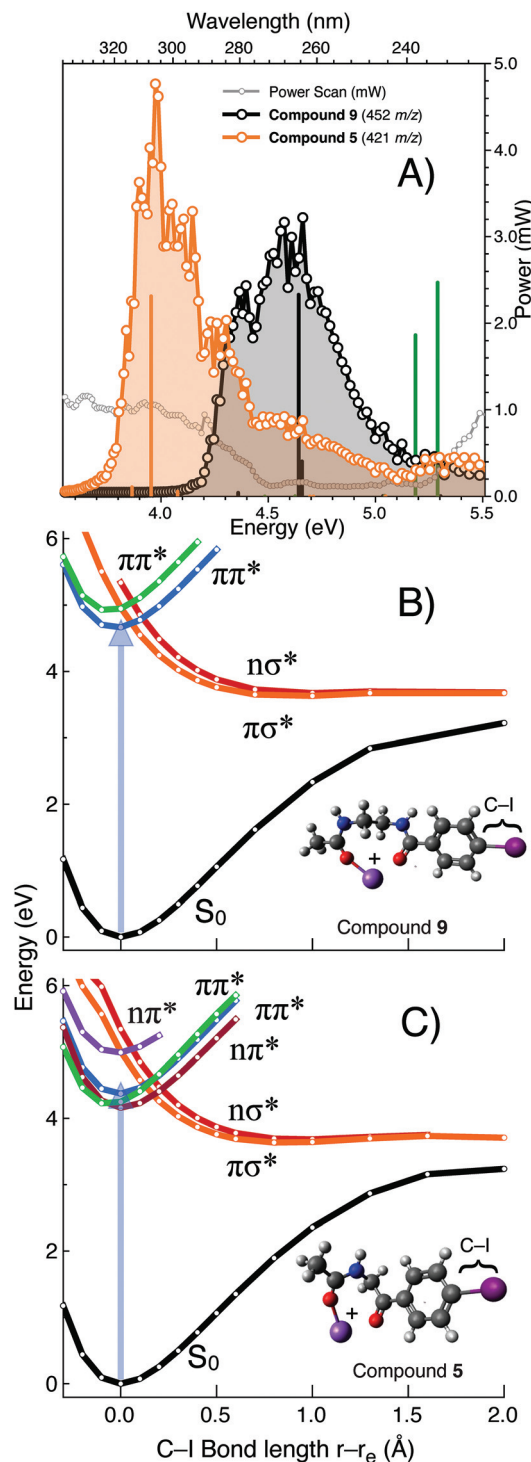 Wavelength (nm)
320 300 280 260 240
5.0
Power Scan (mW)
Compound 9 (452 m/z)
Compound 5 (421 m/z)
A)
4.0
3.0
Power (mW)
2.0
1.0
0.0
4.0 4.5 5.0 5.5
Energy (eV)
ππ*
ππ*
B)
nσ*
πσ*
4
2
0
S0
C–I
+
Compound 9
Energy (eV)
ππ*
nπ*
ππ*
C)
nπ*
nσ*
πσ*
6
4
2
0
S0
C–I
+
Compound 5
0.0 0.5 1.0 1.5 2.0
C–I Bond length r–re (Å)